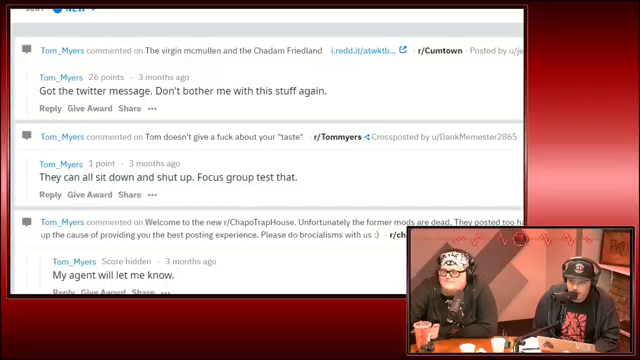 NEW
Tom_Myers commented on The virgin mcmullen and the Chadam Friedland i.redd.it/atwktb... · r/Cumtown · Posted by u/je
Tom_Myers 26 points · 3 months ago
Got the twitter message. Don't bother me with this stuff again.
Reply Give Award Share ...
Tom_Myers commented on Tom doesn't give a fuck about your "taste" · r/Tommyers Crossposted by u/DankMemester2865
Tom_Myers 1 point · 3 months ago
They can all sit down and shut up. Focus group test that.
Reply Give Award Share ...
Tom_Myers commented on Welcome to the new r/ChapoTrapHouse. Unfortunately the former mods are dead. They posted too ha
up the cause of providing you the best posting experience. Please do brocialisms with us :) · r/cha
Tom_Myers Score hidden · 3 months ago
My agent will let me know.
Reply Give Award Share ...